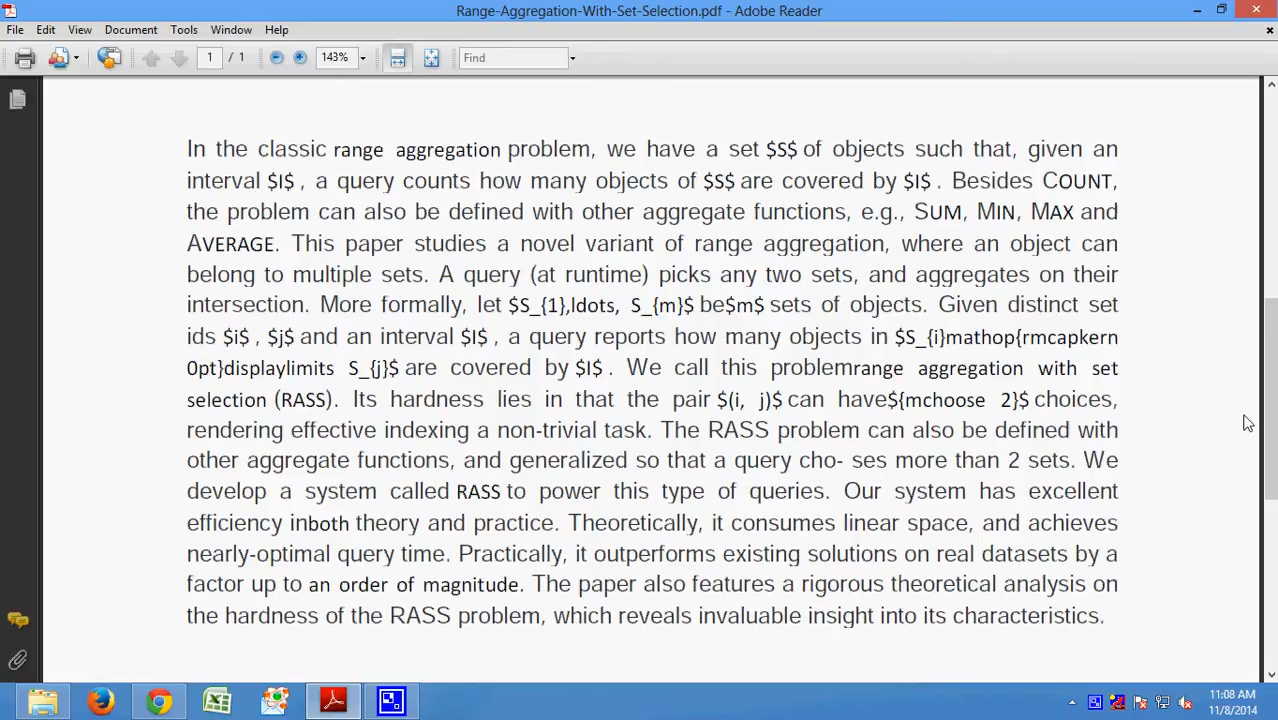 Range-Aggregation-With-Set-Selection.pdf - Adobe Reader
File Edit View Document Tools Window Help
1 / 1 143% Find
In the classic range aggregation problem, we have a set $S$ of objects such that, given an
interval $I$ , a query counts how many objects of $S$ are covered by $I$ . Besides COUNT,
the problem can also be defined with other aggregate functions, e.g., SUM, MIN, MAX and
AVERAGE. This paper studies a novel variant of range aggregation, where an object can
belong to multiple sets. A query (at runtime) picks any two sets, and aggregates on their
intersection. More formally, let $S_{1},ldots, S_{m}$ be$m$ sets of objects. Given distinct set
ids $i$ , $j$ and an interval $I$ , a query reports how many objects in $S_{i}mathop{rmcapkern
0pt}displaylimits S_{j}$ are covered by $I$ . We call this problemrange aggregation with set
selection (RASS). Its hardness lies in that the pair $(i, j)$ can have${mchoose 2}$ choices,
rendering effective indexing a non-trivial task. The RASS problem can also be defined with
other aggregate functions, and generalized so that a query cho- ses more than 2 sets. We
develop a system called RASS to power this type of queries. Our system has excellent
efficiency inboth theory and practice. Theoretically, it consumes linear space, and achieves
nearly-optimal query time. Practically, it outperforms existing solutions on real datasets by a
factor up to an order of magnitude. The paper also features a rigorous theoretical analysis on
the hardness of the RASS problem, which reveals invaluable insight into its characteristics.
11:08 AM
11/8/2014